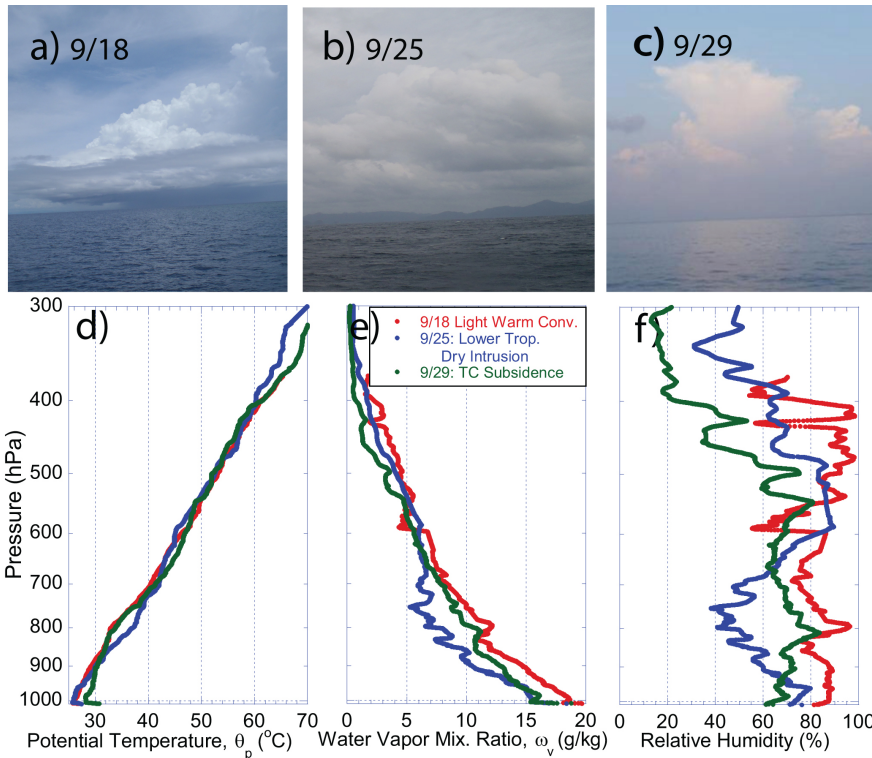 a) 9/18
b) 9/25
c) 9/29
300
400
500
600
700
800
900
1000
Pressure (hPa)
d)
30 40 50 60 70
Potential Temperature, θp (°C)
e)
9/18 Light Warm Conv.
9/25: Lower Trop.
Dry Intrusion
9/29: TC Subsidence
0 5 10 15 20
Water Vapor Mix. Ratio, ωv (g/kg)
f)
0 20 40 60 80 100
Relative Humidity (%)